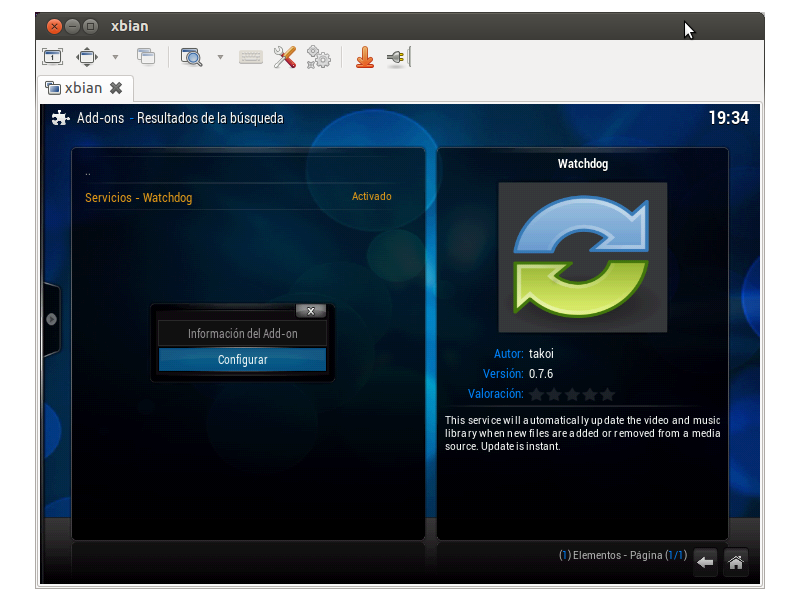 xbian
xbian
Add-ons - Resultados de la búsqueda
19:34
..
Servicios - Watchdog
Activado
Información del Add-on
Configurar
Watchdog
Autor: takoi
Versión: 0.7.6
Valoración:
This service will automatically update the video and music
library when new files are added or removed from a media
source. Update is instant.
(1) Elementos - Página (1/1)